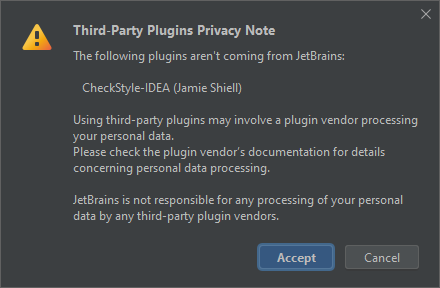 Third-Party Plugins Privacy Note
The following plugins aren't coming from JetBrains:
CheckStyle-IDEA (Jamie Shiell)
Using third-party plugins may involve a plugin vendor processing
your personal data.
Please check the plugin vendor's documentation for details
concerning personal data processing.
JetBrains is not responsible for any processing of your personal
data by any third-party plugin vendors.
Accept
Cancel